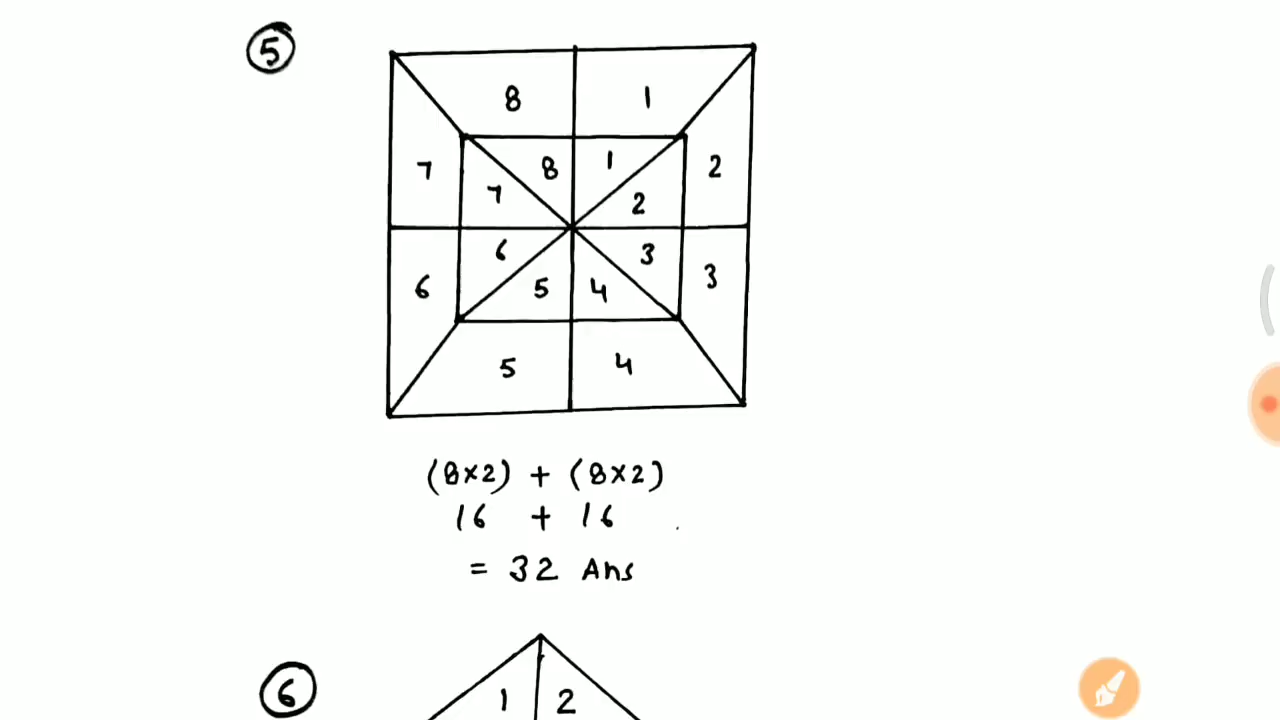 5
8 1
7 8 1 2
7 2
6 3
6 5 4 3
5 4
(8×2) + (8×2)
16 + 16
= 32 Ans
6
1 2